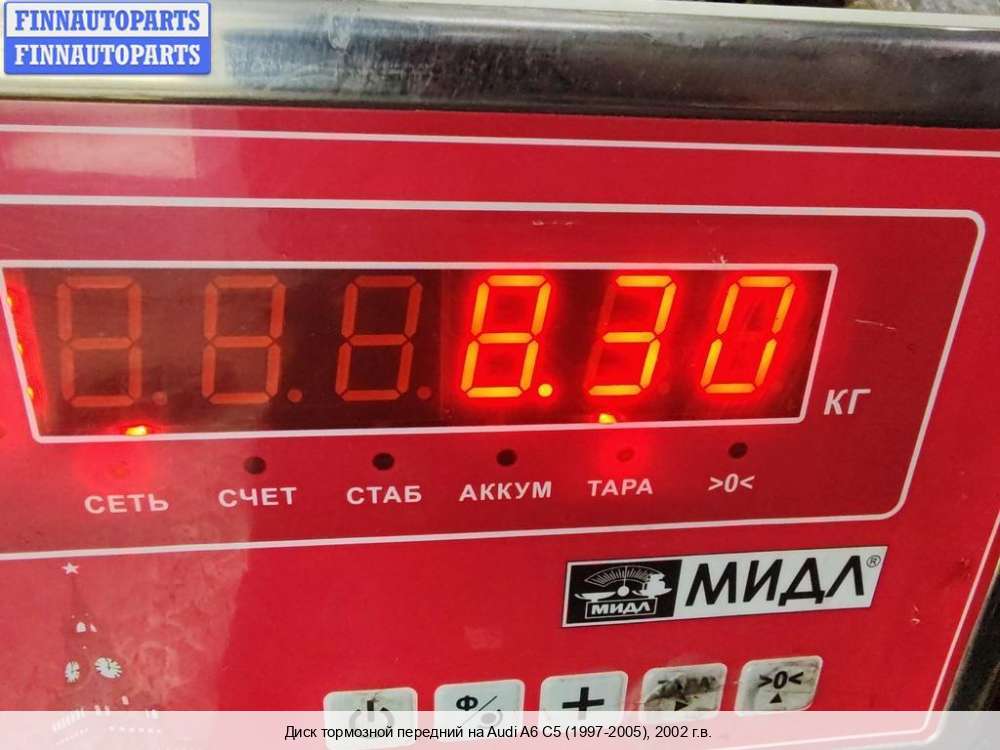 FINNAUTOPARTS
FINNAUTOPARTS
8.30
КГ
СЕТЬ СЧЕТ СТАБ АККУМ ТАРА >0<
МИДЛ МИДЛ®
Ф + ТАРА >0<
Диск тормозной передний на Audi A6 C5 (1997-2005), 2002 г.в.